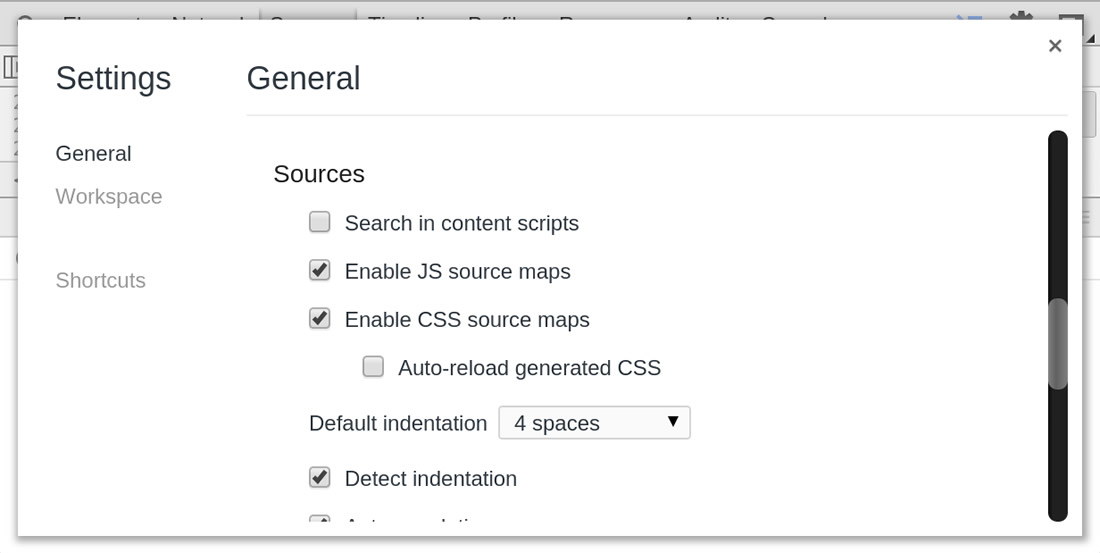 Settings
General
General
Workspace
Shortcuts
Sources
Search in content scripts
Enable JS source maps
Enable CSS source maps
Auto-reload generated CSS
Default indentation 4 spaces
Detect indentation